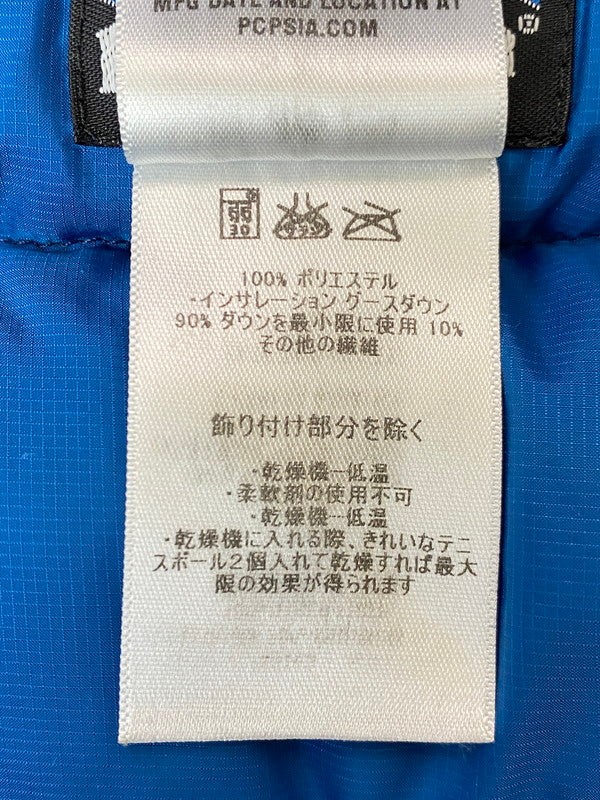 MFG DATE AND LOCATION AT
PCPSIA.COM
30
100% ポリエステル
・インサレーション グースダウン
90% ダウンを最小限に使用 10%
その他の繊維
飾り付け部分を除く
・乾燥機ー低温
・柔軟剤の使用不可
・乾燥機ー低温
・乾燥機に入れる際、きれいなテニ
スボール2個入れて乾燥すれば最大
限の効果が得られます